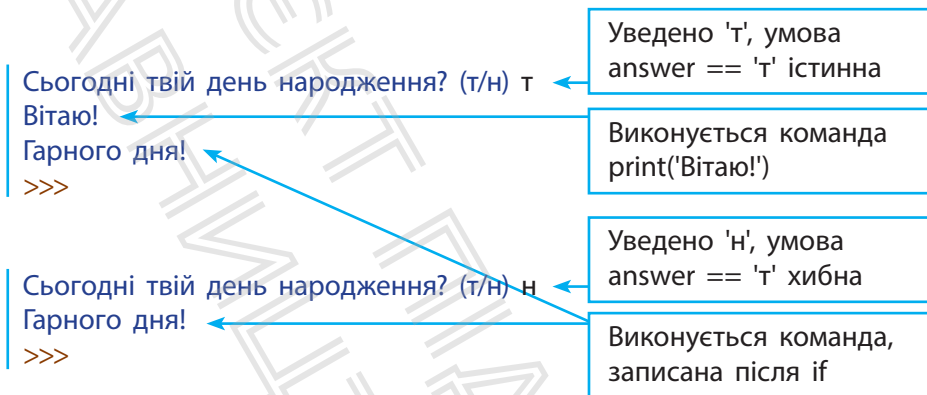 Сьогодні твій день народження? (т/н) т
Вітаю!
Гарного дня!
>>>
Сьогодні твій день народження? (т/н) н
Гарного дня!
>>>
Уведено 'т', умова
answer == 'т' істинна
Виконується команда
print('Вітаю!')
Уведено 'н', умова
answer == 'т' хибна
Виконується команда,
записана після if